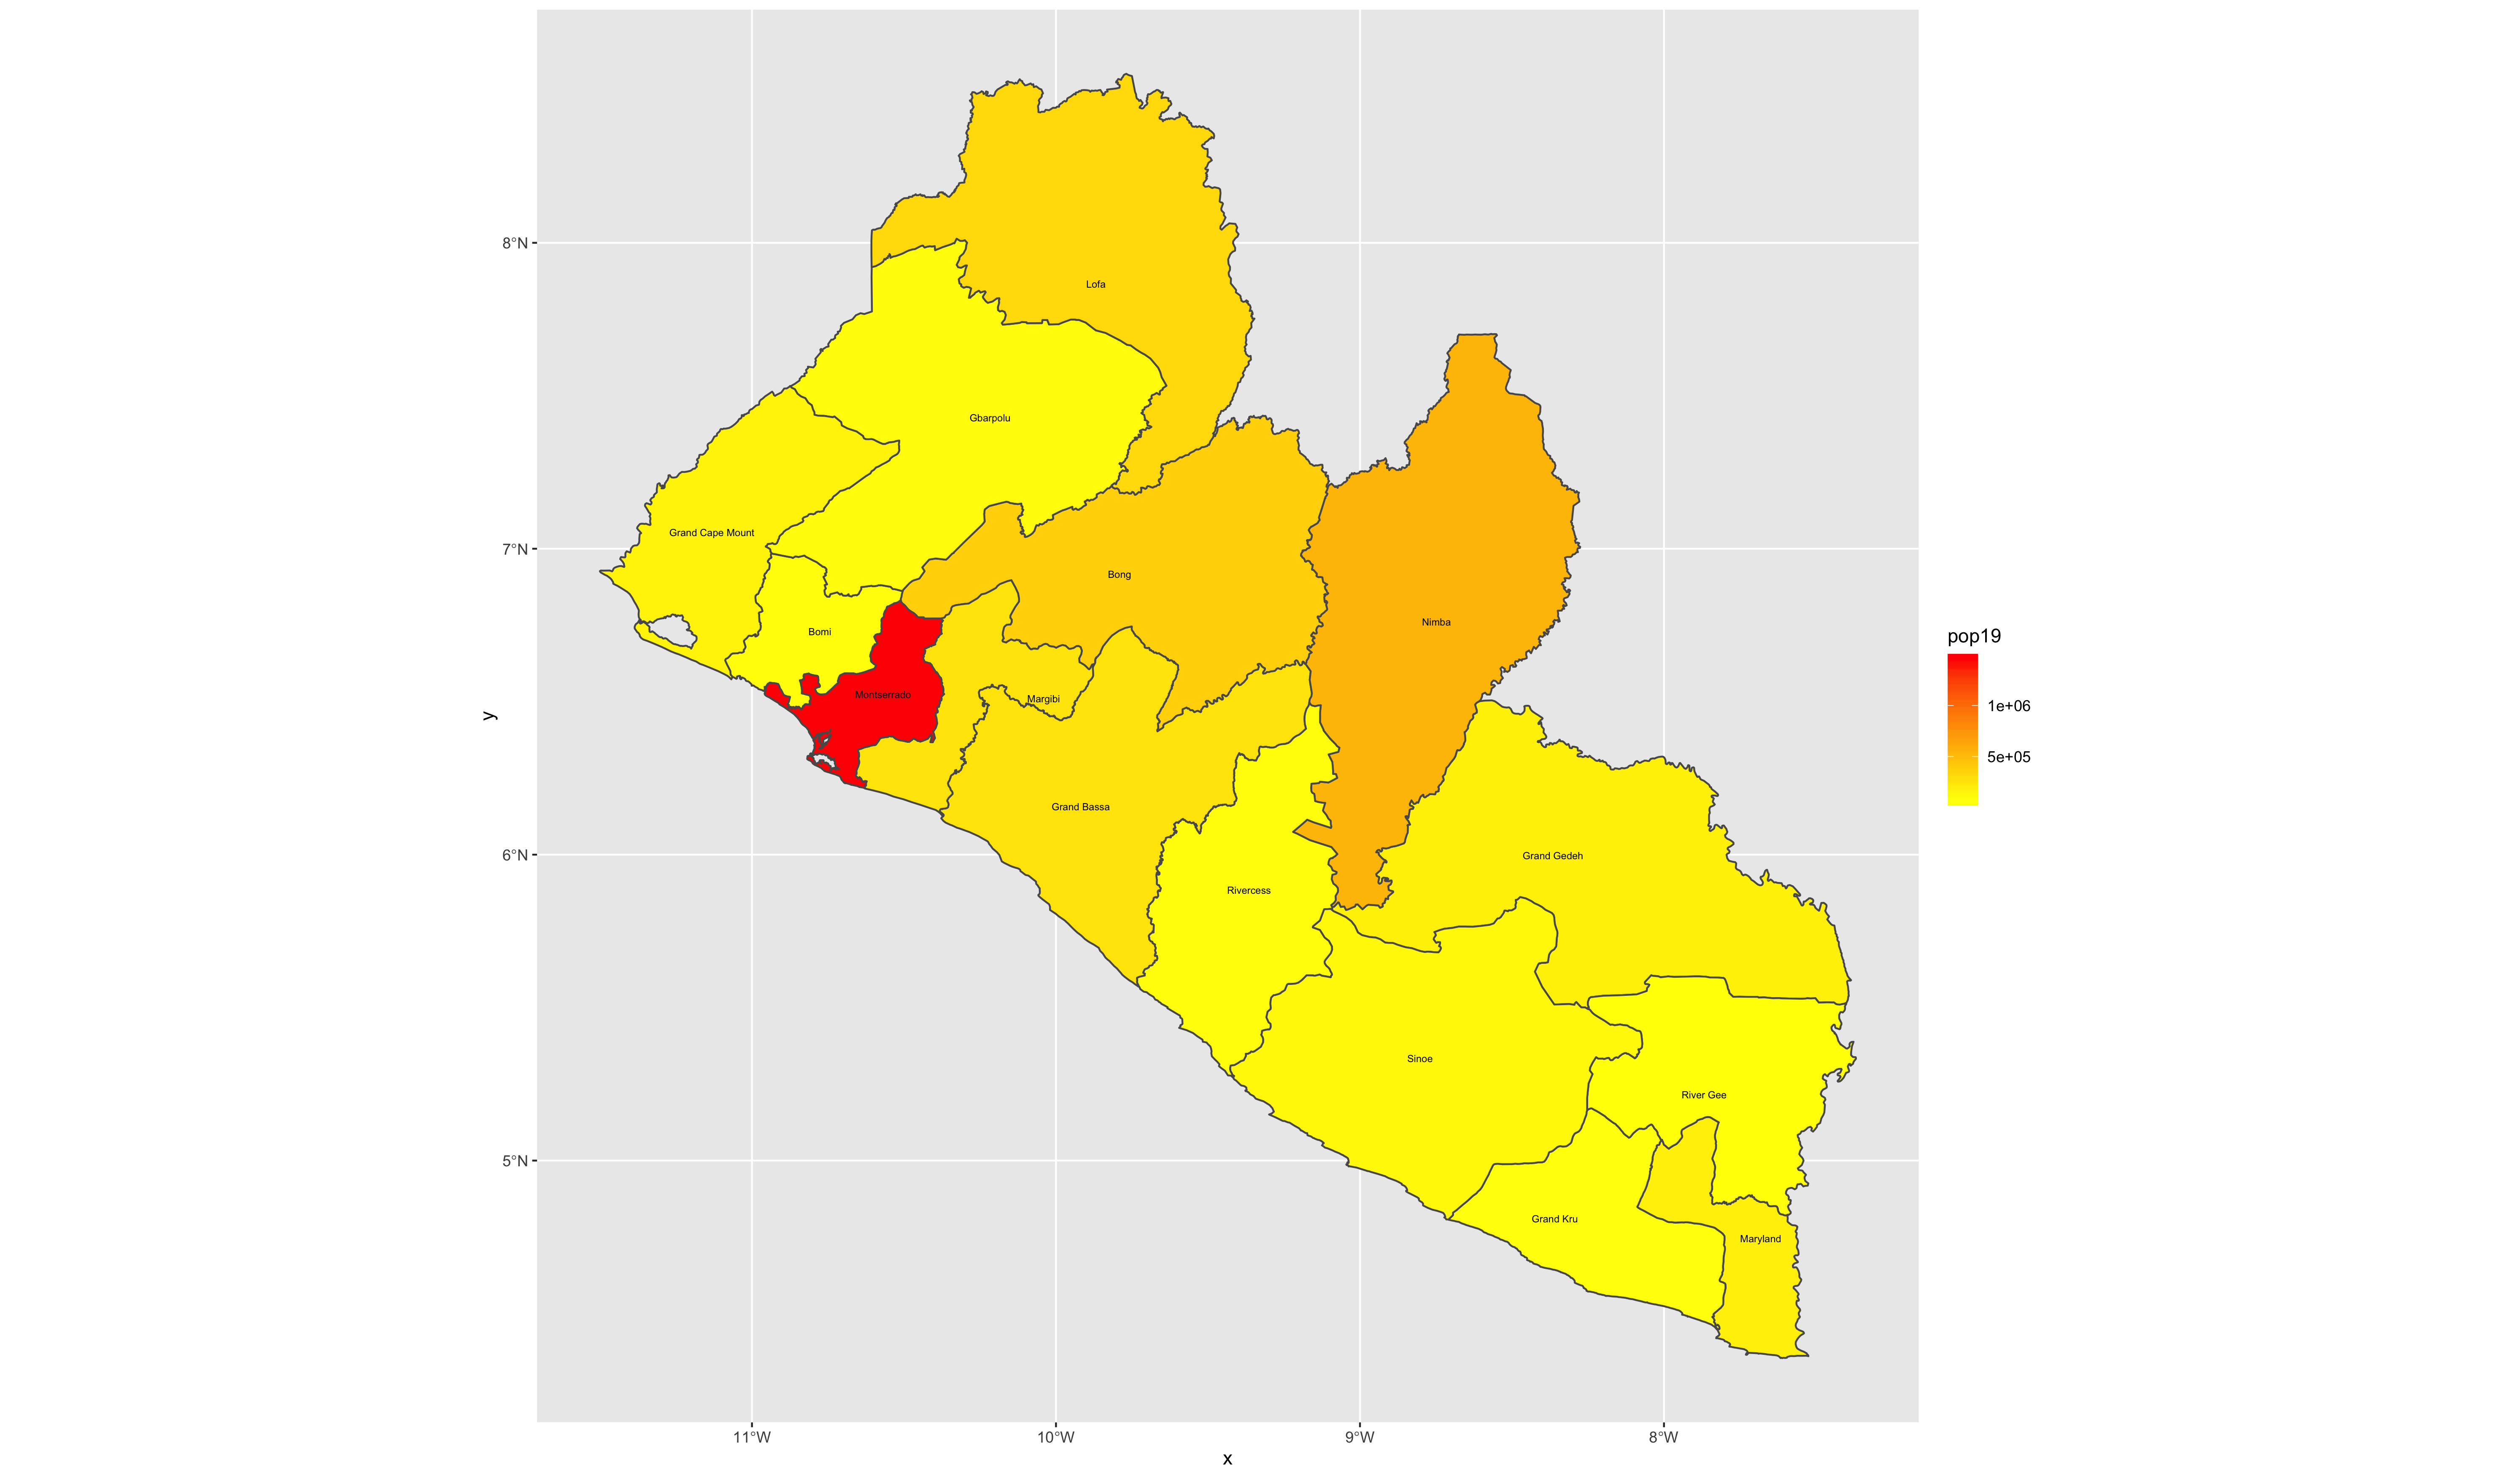 8°N
7°N
6°N
5°N
y
Lofa
Gbarpolu
Grand Cape Mount
Bong
Nimba
Bomi
Montserrado
Margibi
Grand Bassa
Grand Gedeh
Rivercess
Sinoe
River Gee
Grand Kru
Maryland
11°W
10°W
9°W
8°W
x
pop19
1e+06
5e+05